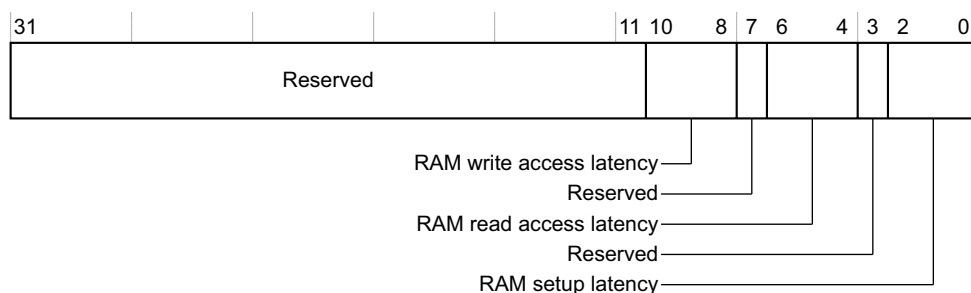 31 11 10 8 7 6 4 3 2 0
Reserved
RAM write access latency
Reserved
RAM read access latency
Reserved
RAM setup latency